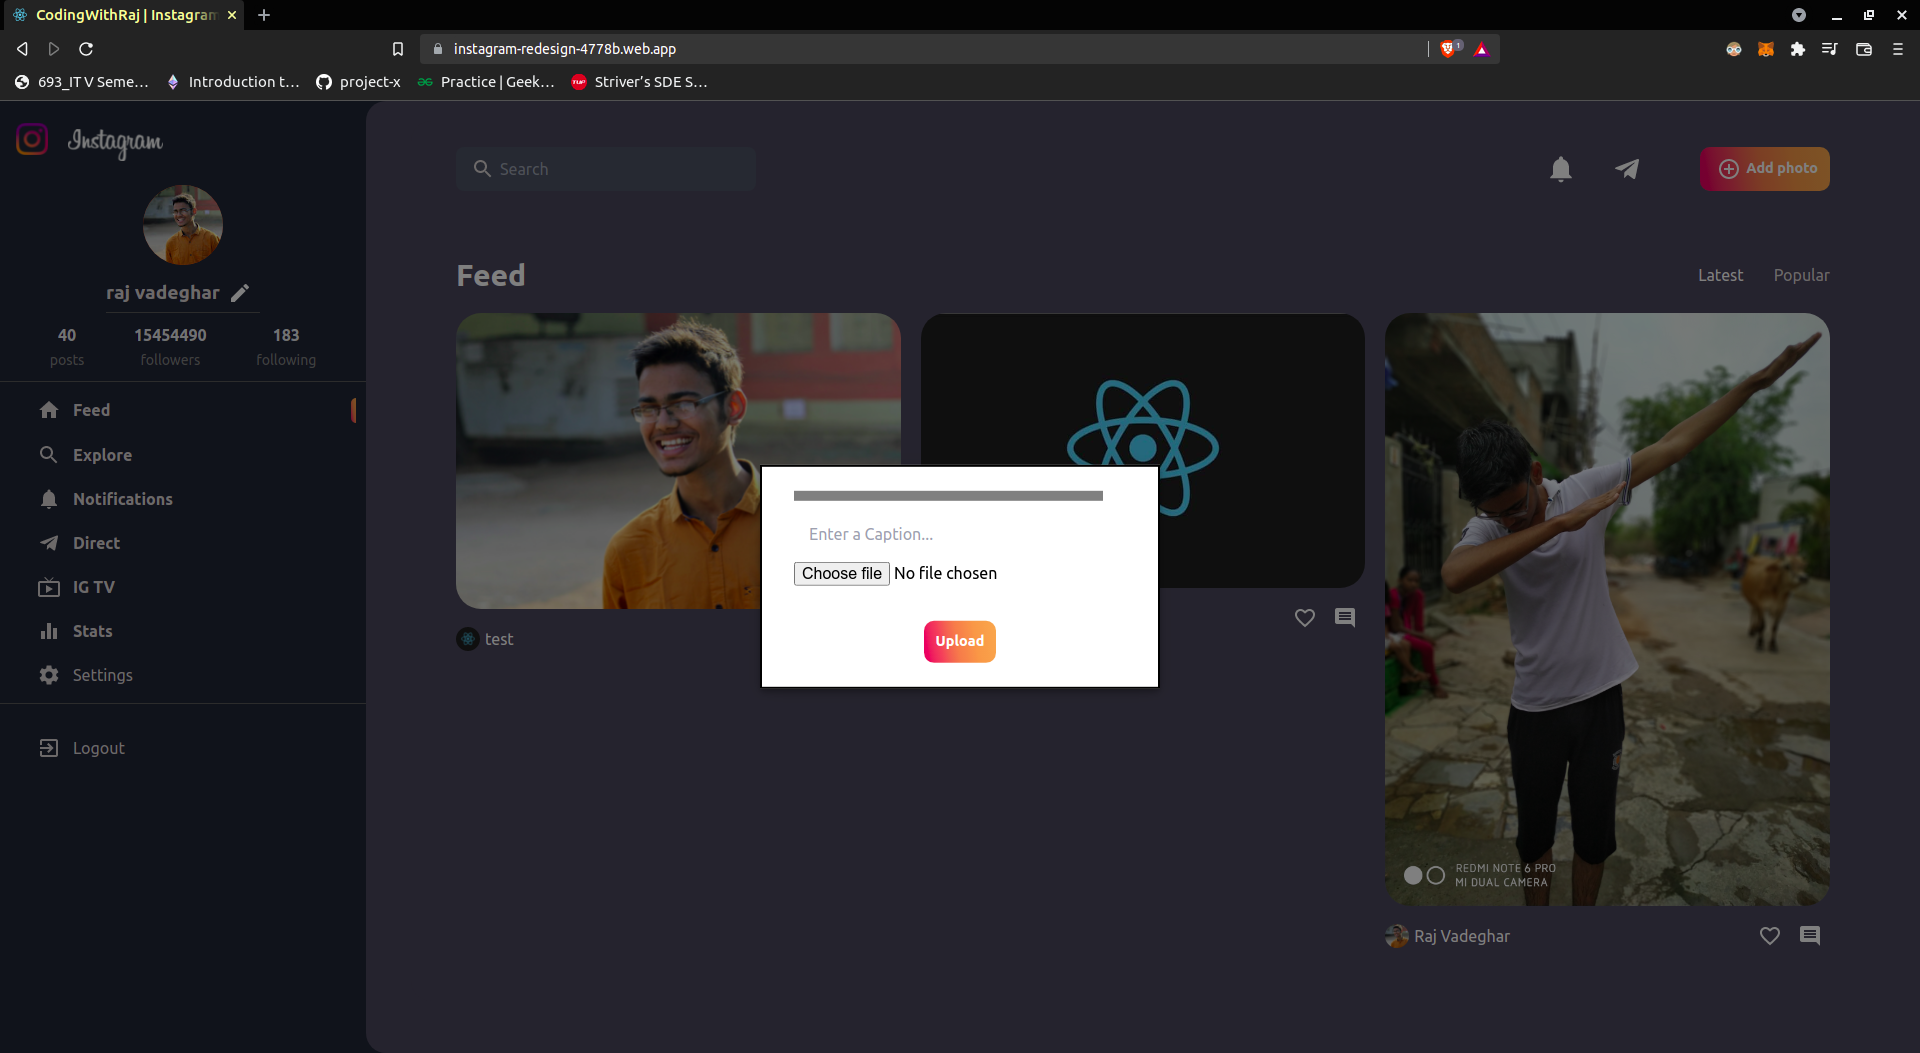 CodingWithRaj | Instagram
instagram-redesign-4778b.web.app
1
693_IT V Seme...
Introduction t...
project-x
Practice | Geek...
Striver's SDE S...
Instagram
Search
Add photo
raj vadeghar
40
15454490
183
posts
followers
following
Feed
Explore
Notifications
Direct
IG TV
Stats
Settings
Logout
Feed
Latest
Popular
Enter a Caption...
Choose file No file chosen
Upload
test
REDMI NOTE 6 PRO
MI DUAL CAMERA
Raj Vadeghar